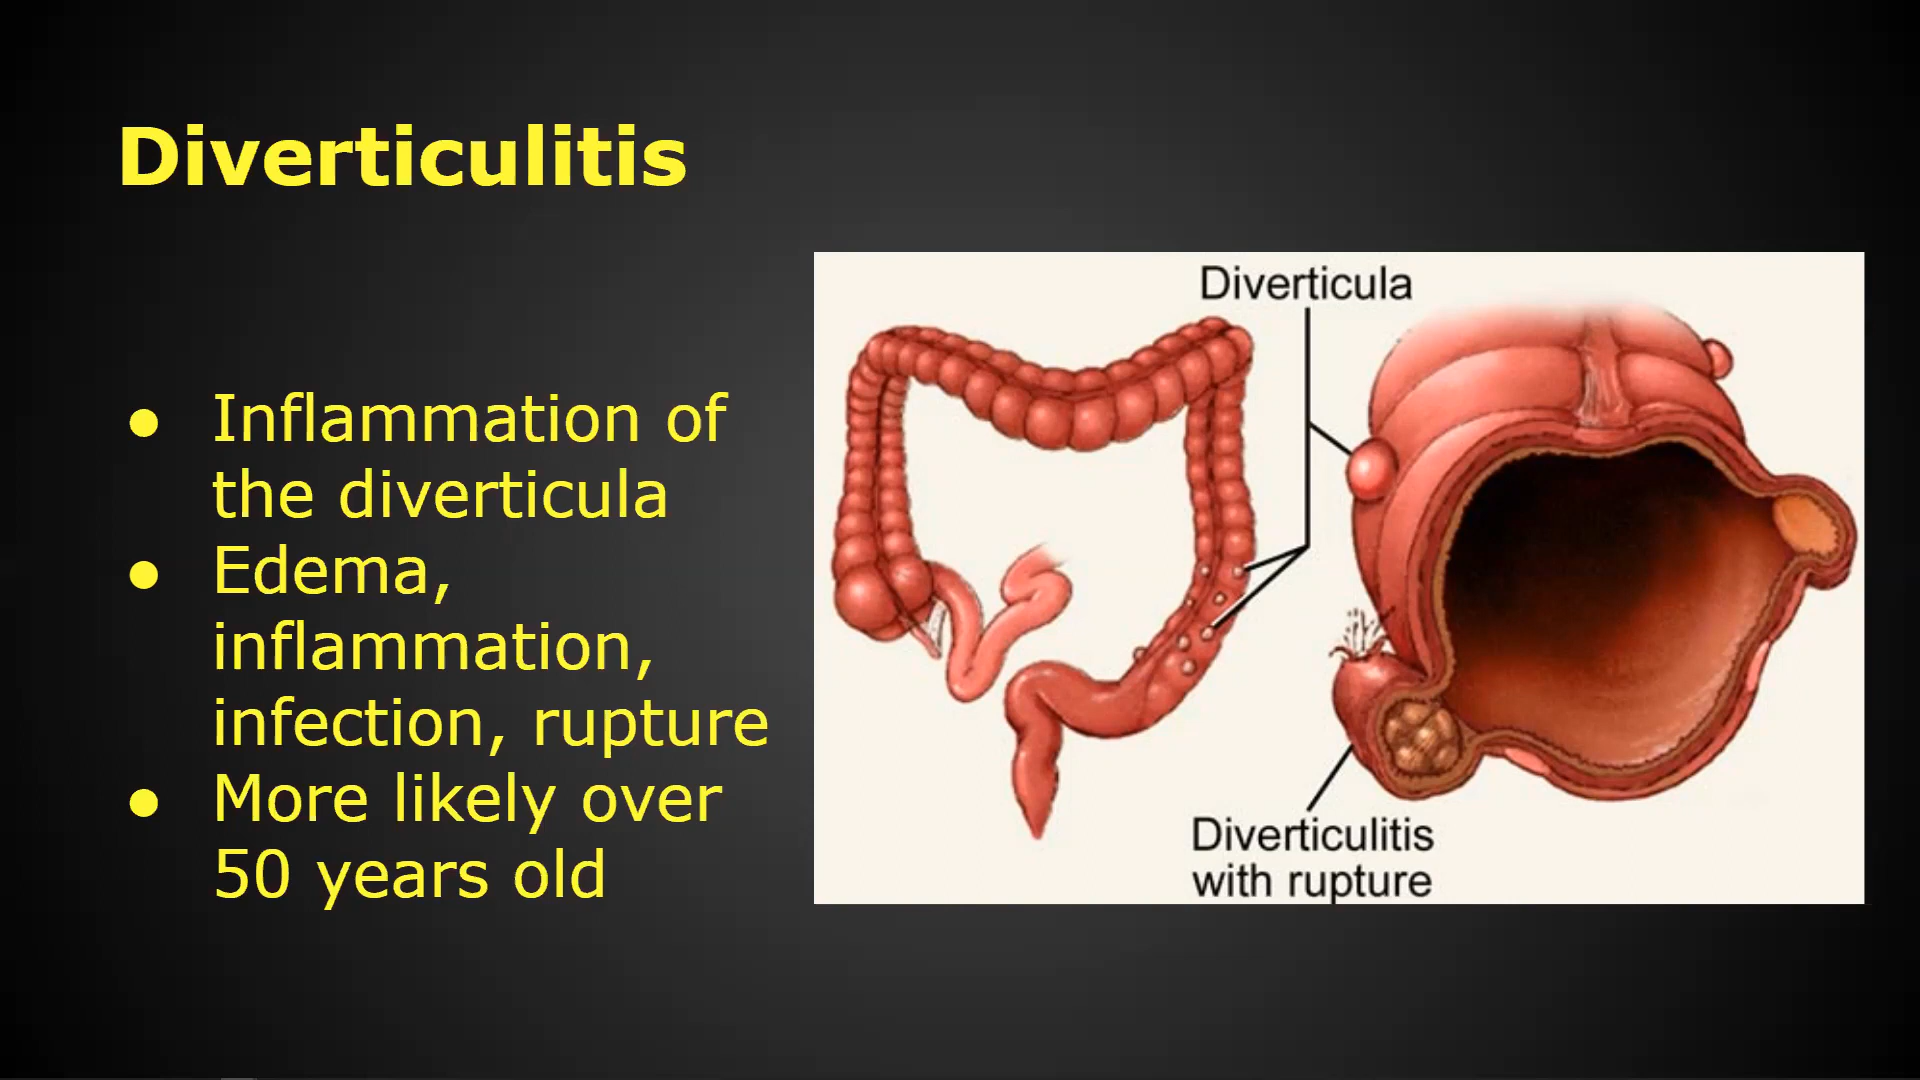 Diverticulitis
● Inflammation of
the diverticula
● Edema,
inflammation,
infection, rupture
● More likely over
50 years old
Diverticula
Diverticulitis
with rupture